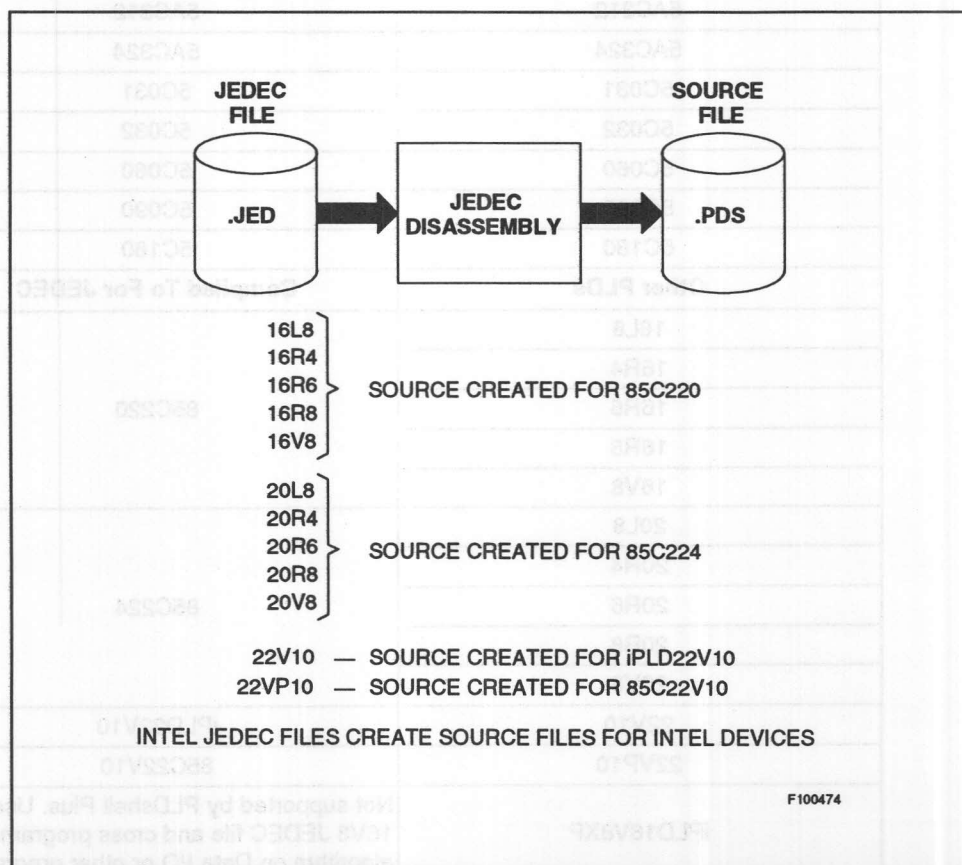 JEDEC
FILE
SOURCE
FILE
.JED
JEDEC
DISASSEMBLY
.PDS
16L8
16R4
16R6
16R8
16V8
SOURCE CREATED FOR 85C220
20L8
20R4
20R6
20R8
20V8
SOURCE CREATED FOR 85C224
22V10 — SOURCE CREATED FOR iPLD22V10
22VP10 — SOURCE CREATED FOR 85C22V10
INTEL JEDEC FILES CREATE SOURCE FILES FOR INTEL DEVICES
F100474